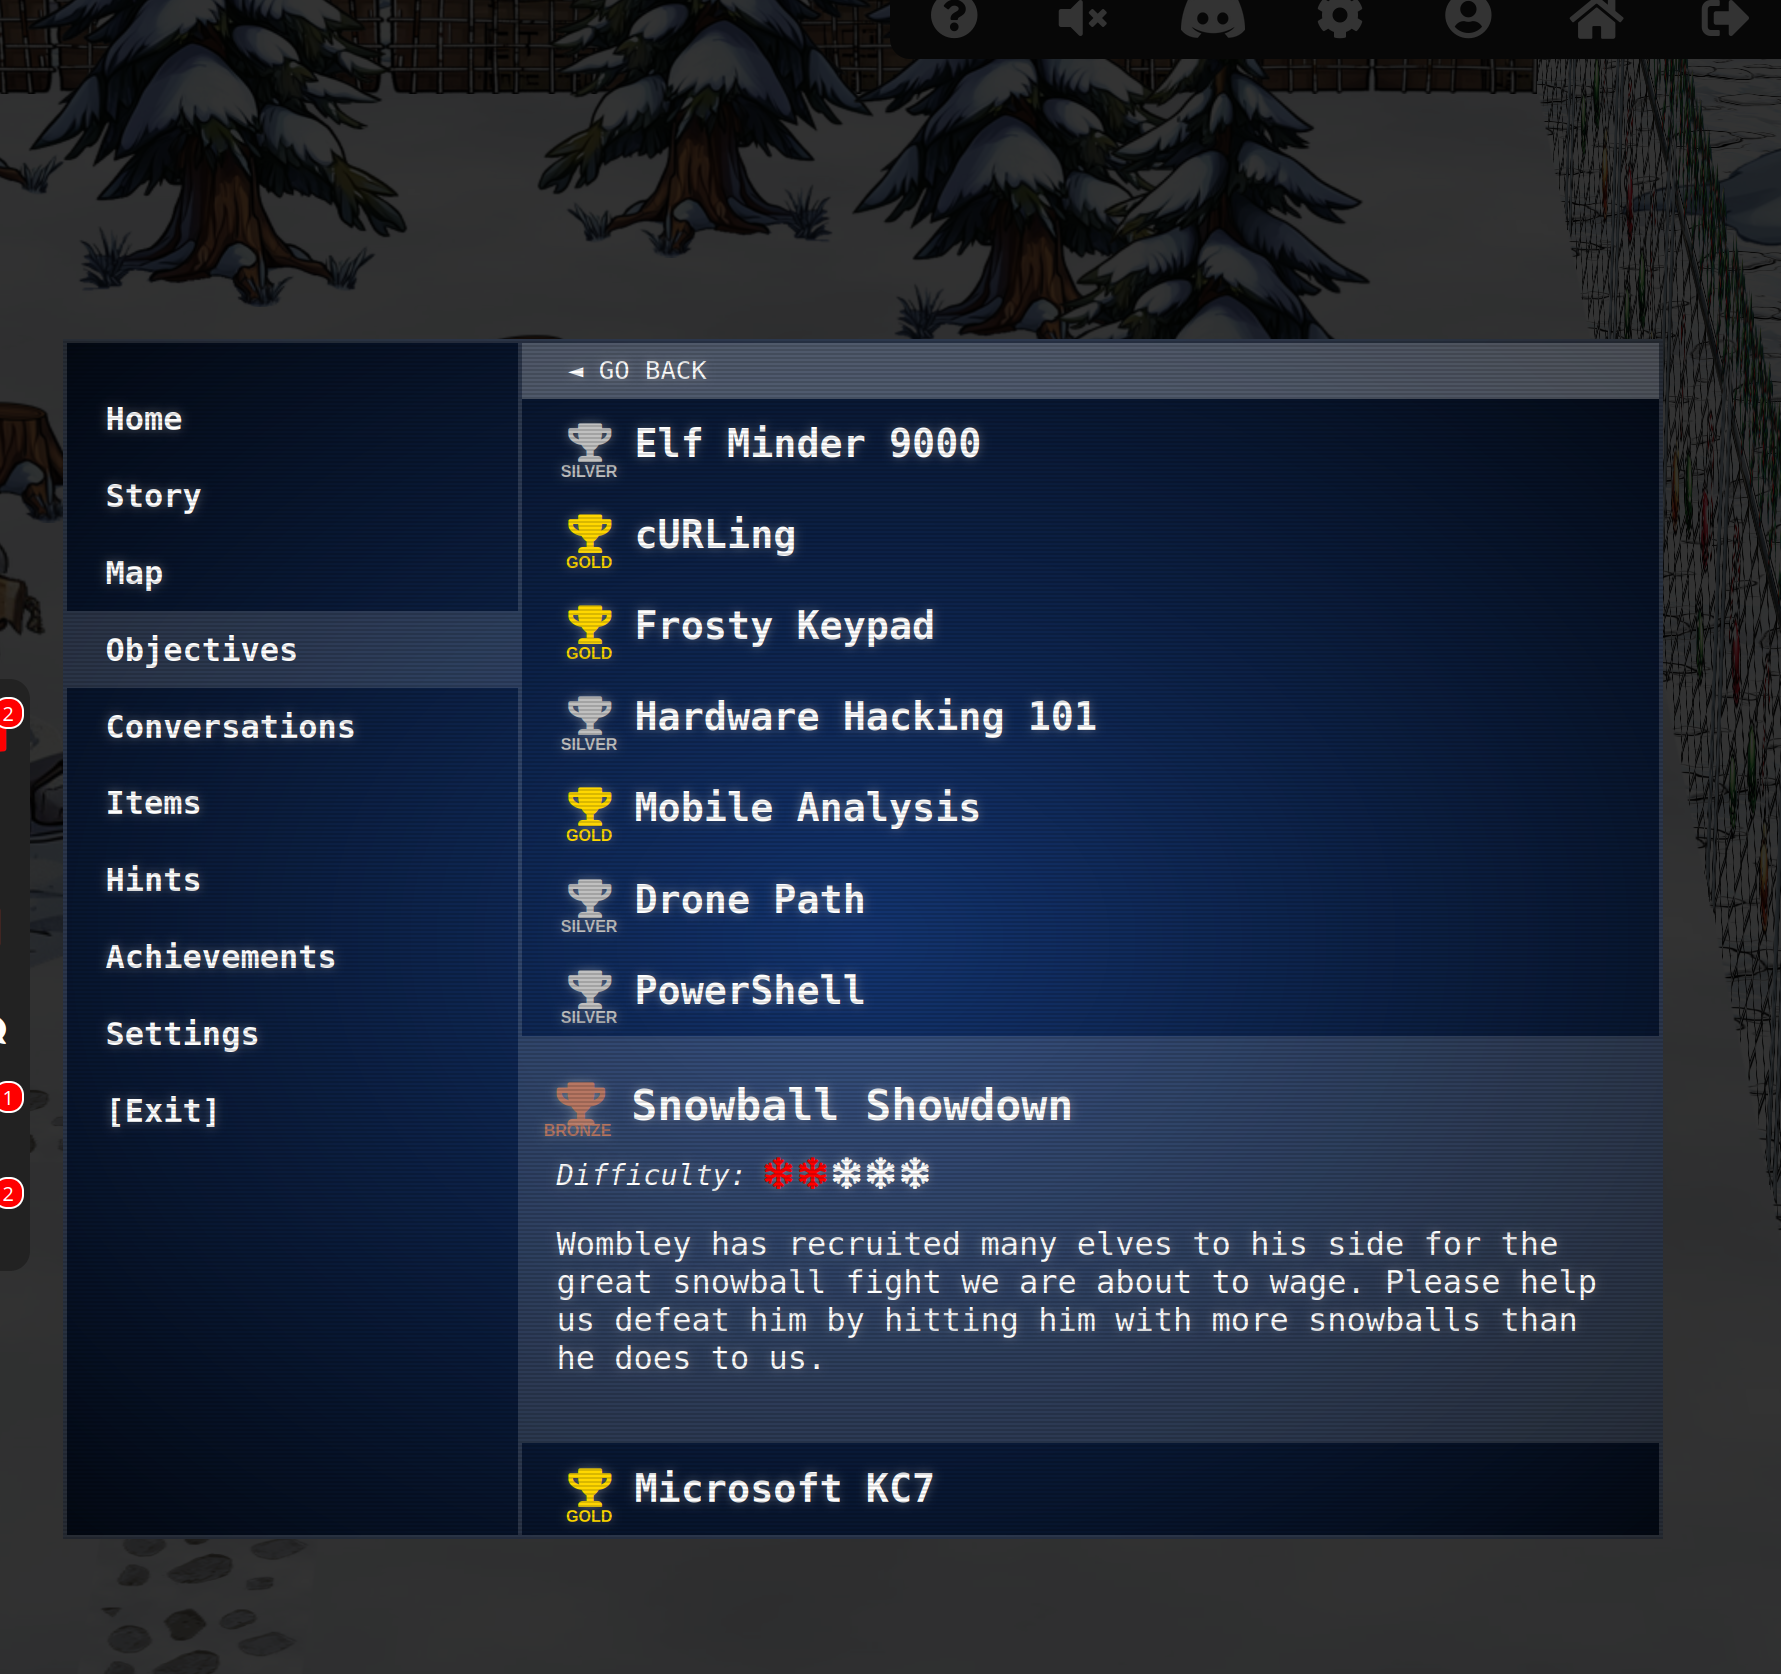 ◄ GO BACK
Home
Story
Map
Objectives
Conversations
Items
Hints
Achievements
Settings
[Exit]
2
1
2
SILVER
Elf Minder 9000
GOLD
cURLing
GOLD
Frosty Keypad
SILVER
Hardware Hacking 101
GOLD
Mobile Analysis
SILVER
Drone Path
SILVER
PowerShell
BRONZE
Snowball Showdown
Difficulty:
Wombley has recruited many elves to his side for the
great snowball fight we are about to wage. Please help
us defeat him by hitting him with more snowballs than
he does to us.
GOLD
Microsoft KC7